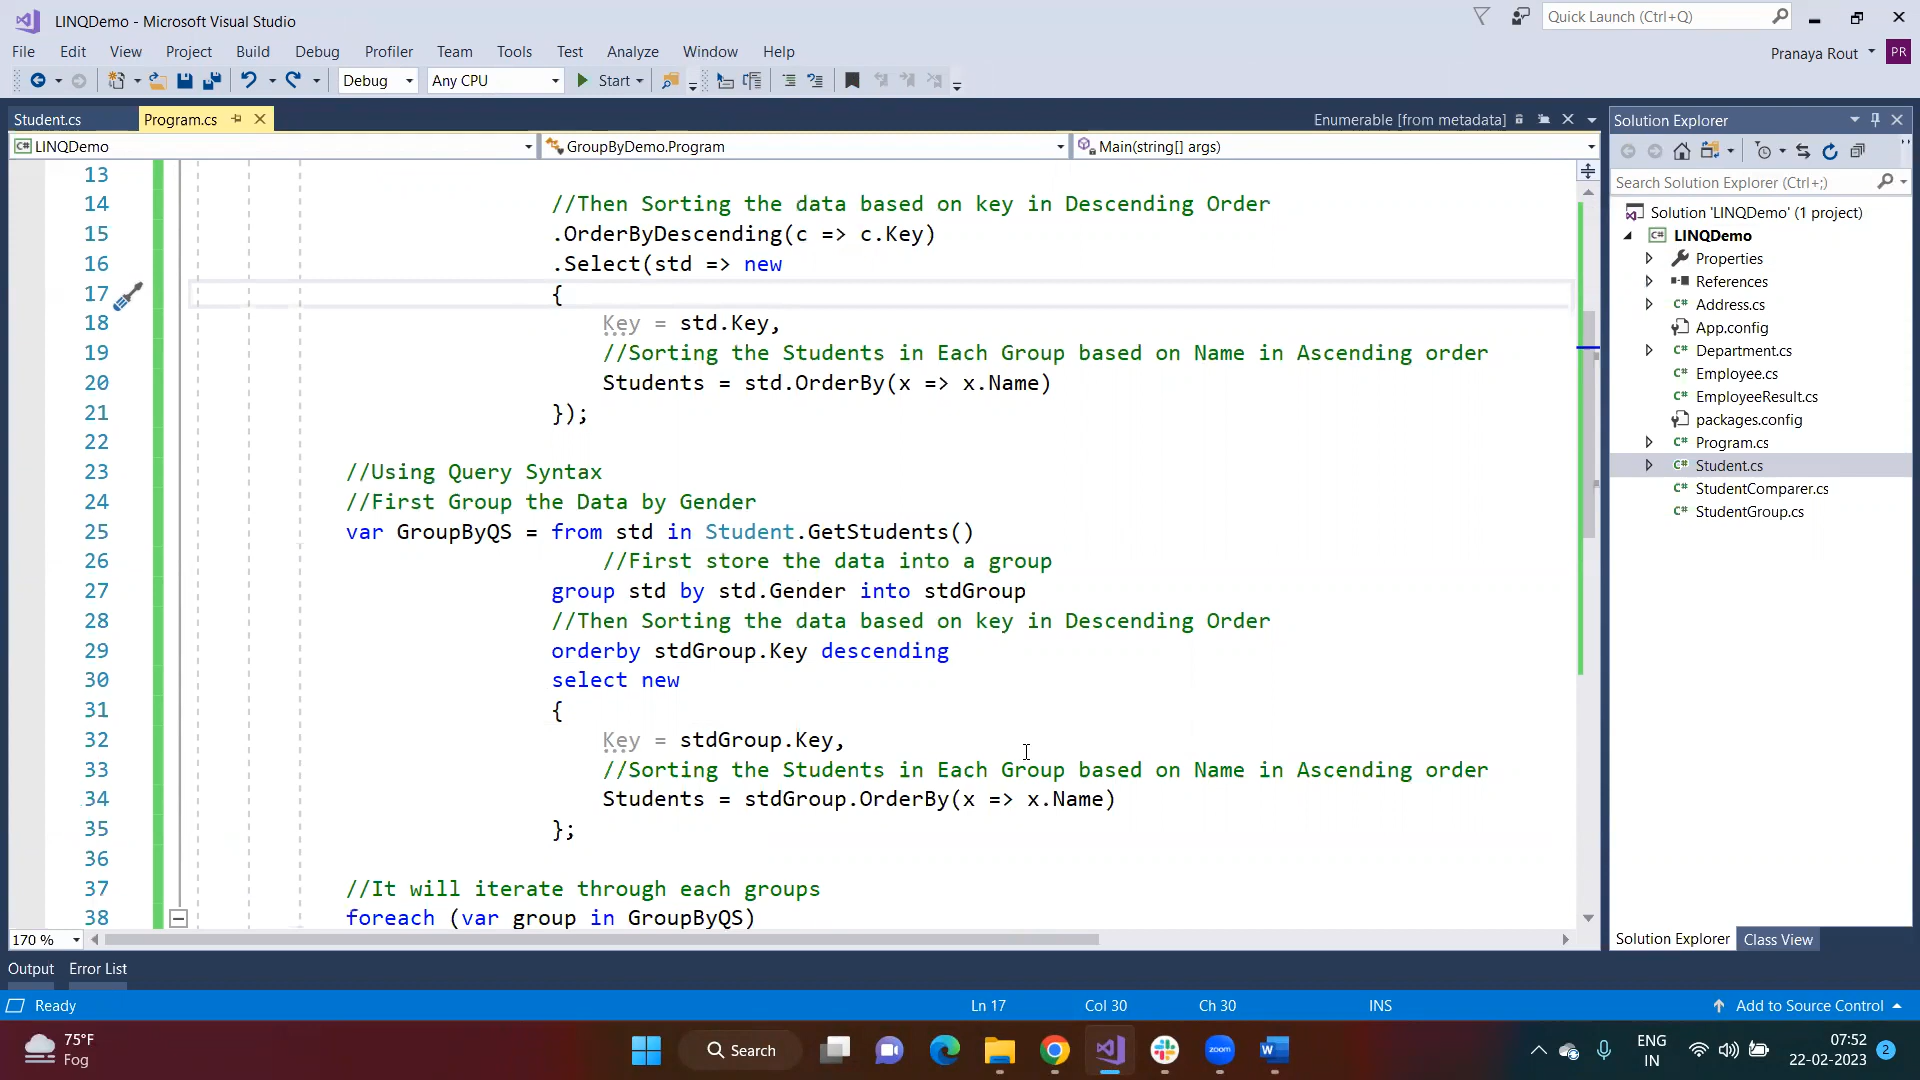 LINQDemo - Microsoft Visual Studio
Quick Launch (Ctrl+Q)
File Edit View Project Build Debug Profiler Team Tools Test Analyze Window Help
Pranaya Rout PR
Debug Any CPU Start
Student.cs Program.cs Enumerable [from metadata]
LINQDemo GroupByDemo.Program Main(string[] args)
13
14 //Then Sorting the data based on key in Descending Order
15 .OrderByDescending(c => c.Key)
16 .Select(std => new
17 {
18 Key = std.Key,
19 //Sorting the Students in Each Group based on Name in Ascending order
20 Students = std.OrderBy(x => x.Name)
21 });
22
23 //Using Query Syntax
24 //First Group the Data by Gender
25 var GroupByQS = from std in Student.GetStudents()
26 //First store the data into a group
27 group std by std.Gender into stdGroup
28 //Then Sorting the data based on key in Descending Order
29 orderby stdGroup.Key descending
30 select new
31 {
32 Key = stdGroup.Key,
33 //Sorting the Students in Each Group based on Name in Ascending order
34 Students = stdGroup.OrderBy(x => x.Name)
35 };
36
37 //It will iterate through each groups
38 foreach (var group in GroupByQS)
170 %
Solution Explorer
Search Solution Explorer (Ctrl+;)
Solution 'LINQDemo' (1 project)
LINQDemo
Properties
References
Address.cs
App.config
Department.cs
Employee.cs
EmployeeResult.cs
packages.config
Program.cs
Student.cs
StudentComparer.cs
StudentGroup.cs
Solution Explorer Class View
Output Error List
Ready Ln 17 Col 30 Ch 30 INS Add to Source Control
75°F
Fog
Search
zoom
ENG
IN
07:52
22-02-2023
2